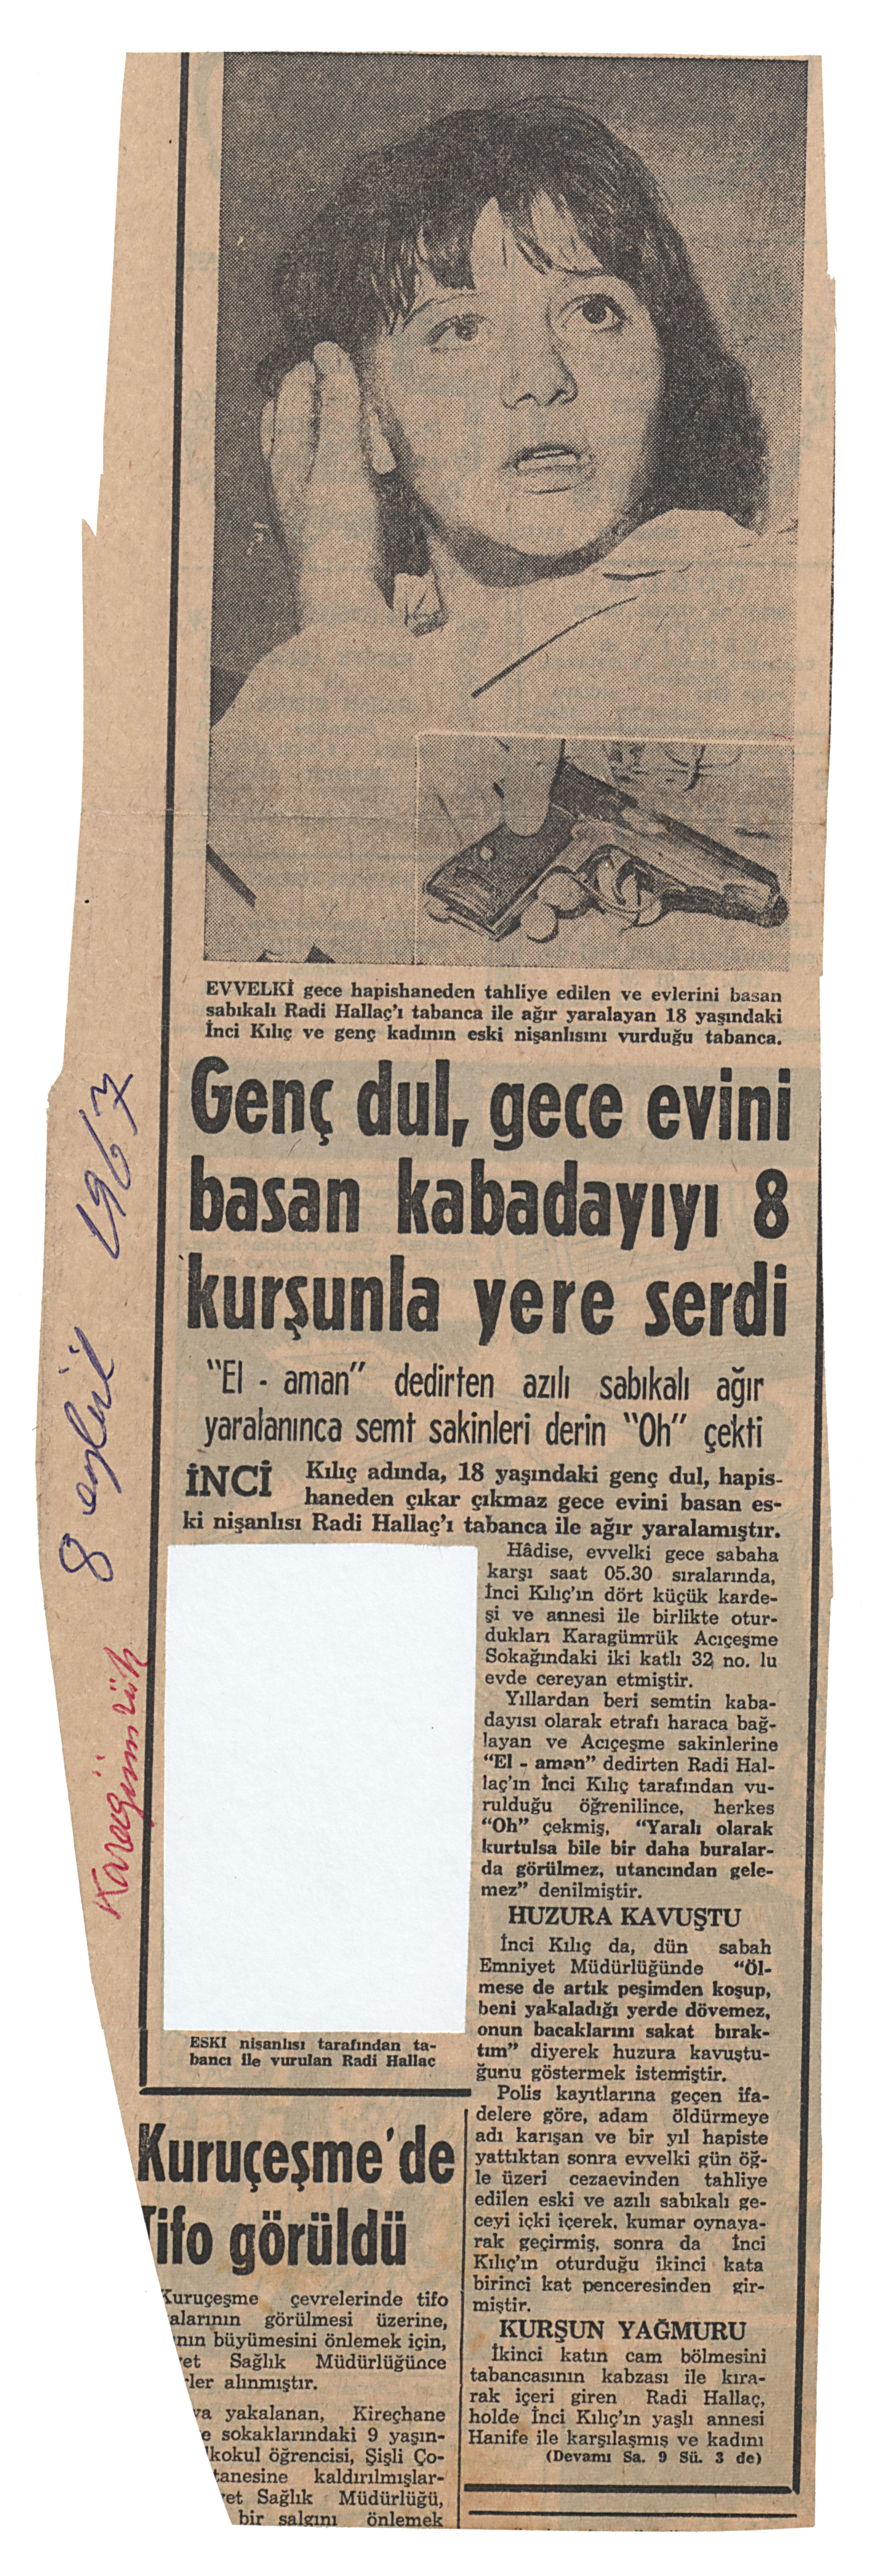 EVVELKİ gece hapishaneden tahliye edilen ve evlerini basan
sabıkalı Radi Hallaç'ı tabanca ile ağır yaralayan 18 yaşındaki
İnci Kılıç ve genç kadının eski nişanlısını vurduğu tabanca.
Genç dul, gece evini
basan kabadayıyı 8
kurşunla yere serdi
"El - aman" dedirten azılı sabıkalı ağır
yaralanınca semt sakinleri derin "Oh" çekti
İNCİ Kılıç adında, 18 yaşındaki genç dul, hapis-
haneden çıkar çıkmaz gece evini basan es-
ki nişanlısı Radi Hallaç'ı tabanca ile ağır yaralamıştır.
Hâdise, evvelki gece sabaha
karşı saat 05.30 sıralarında,
İnci Kılıç'ın dört küçük karde-
şi ve annesi ile birlikte otur-
dukları Karagümrük Acıçeşme
Sokağındaki iki katlı 32 no. lu
evde cereyan etmiştir.
Yıllardan beri semtin kaba-
dayısı olarak etrafı haraca bağ-
layan ve Acıçeşme sakinlerine
"El - aman" dedirten Radi Hal-
laç'ın İnci Kılıç tarafından vu-
rulduğu öğrenilince, herkes
"Oh" çekmiş, "Yaralı olarak
kurtulsa bile bir daha buralar-
da görülmez, utancından gele-
mez" denilmiştir.
HUZURA KAVUŞTU
İnci Kılıç da, dün sabah
Emniyet Müdürlüğünde "Öl-
mese de artık peşimden koşup,
beni yakaladığı yerde dövemez,
onun bacaklarını sakat bırak-
tım" diyerek huzura kavuştu-
ğunu göstermek istemiştir.
Polis kayıtlarına geçen ifa-
delere göre, adam öldürmeye
adı karışan ve bir yıl hapiste
yattıktan sonra evvelki gün öğ-
le üzeri cezaevinden tahliye
edilen eski ve azılı sabıkalı ge-
ceyi içki içerek, kumar oynaya-
rak geçirmiş, sonra da İnci
Kılıç'ın oturduğu ikinci kata
birinci kat penceresinden gir-
miştir.
KURŞUN YAĞMURU
İkinci katın cam bölmesini
tabancasının kabzası ile kıra-
rak içeri giren Radi Hallaç,
holde İnci Kılıç'ın yaşlı annesi
Hanife ile karşılaşmış ve kadını
(Devamı Sa. 9 Sü. 3 de)
ESKİ nişanlısı tarafından ta-
bancı ile vurulan Radi Hallac
Kuruçeşme'de
Tifo görüldü
Kuruçeşme çevrelerinde tifo
alarının görülmesi üzerine,
nın büyümesini önlemek için,
et Sağlık Müdürlüğünce
ler alınmıştır.
ya yakalanan, Kireçhane
e sokaklarındaki 9 yaşın-
kokul öğrencisi, Şişli Ço-
tanesine kaldırılmışlar-
et Sağlık Müdürlüğü,
bir salgını önlemek
8 eylül 1967
Karagümrük